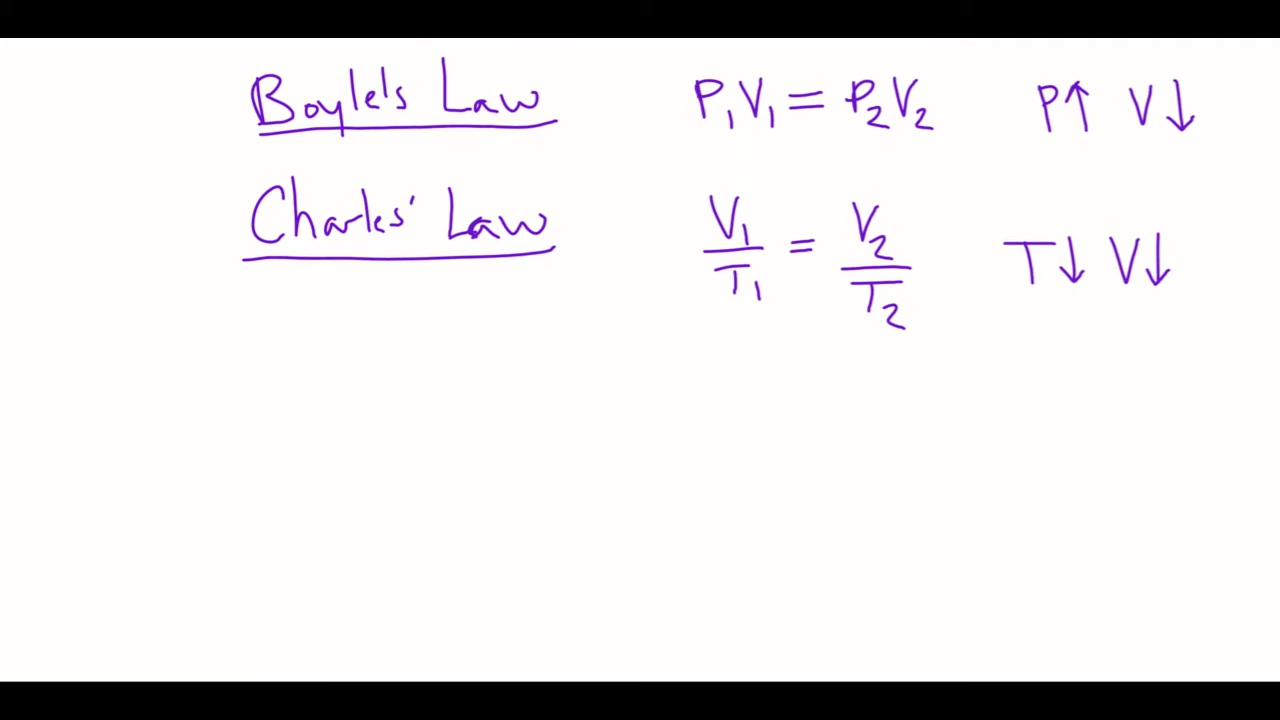 Boyle's Law P₁V₁ = P₂V₂ P↑ V↓
Charles' Law V₁/T₁ = V₂/T₂ T↓ V↓